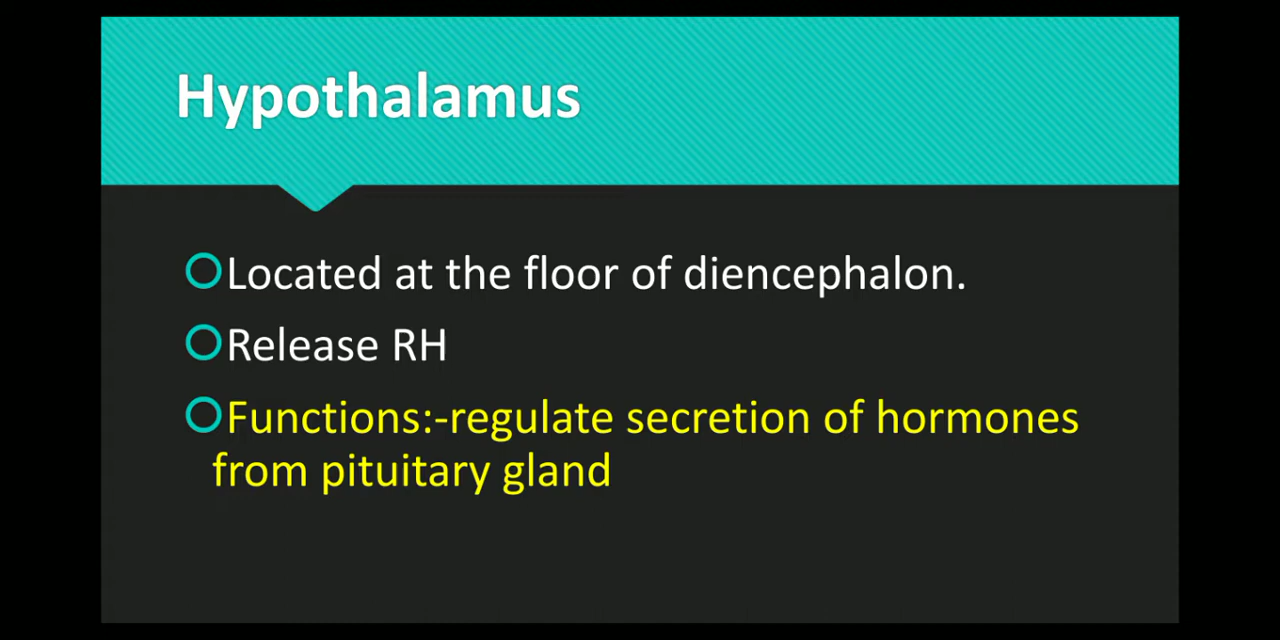 Hypothalamus
Located at the floor of diencephalon.
Release RH
Functions:-regulate secretion of hormones
from pituitary gland